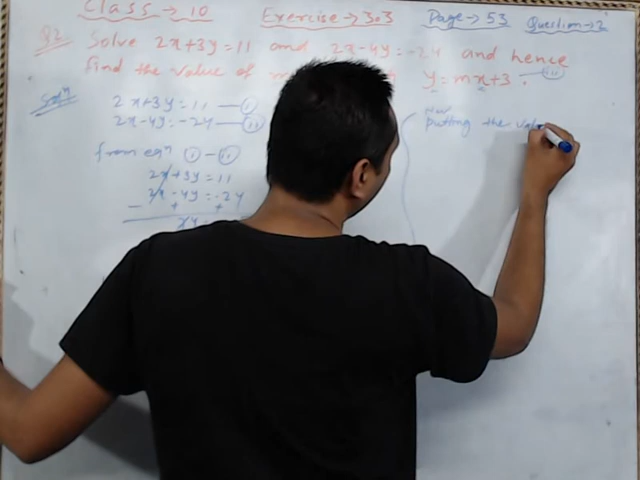 Class → 10 Exercise → 3.3 Page → 53 Question → 2
Q2. Solve 2x+3y=11 and 2x-4y=-24 and hence
find the value of y=mx+3. — (iii)
Solⁿ
2x+3y=11 — (i)
2x-4y=-24 — (ii)
from eqⁿ (i) - (ii)
2x+3y=11
2x-4y=-24
- + +
Now
Putting the value